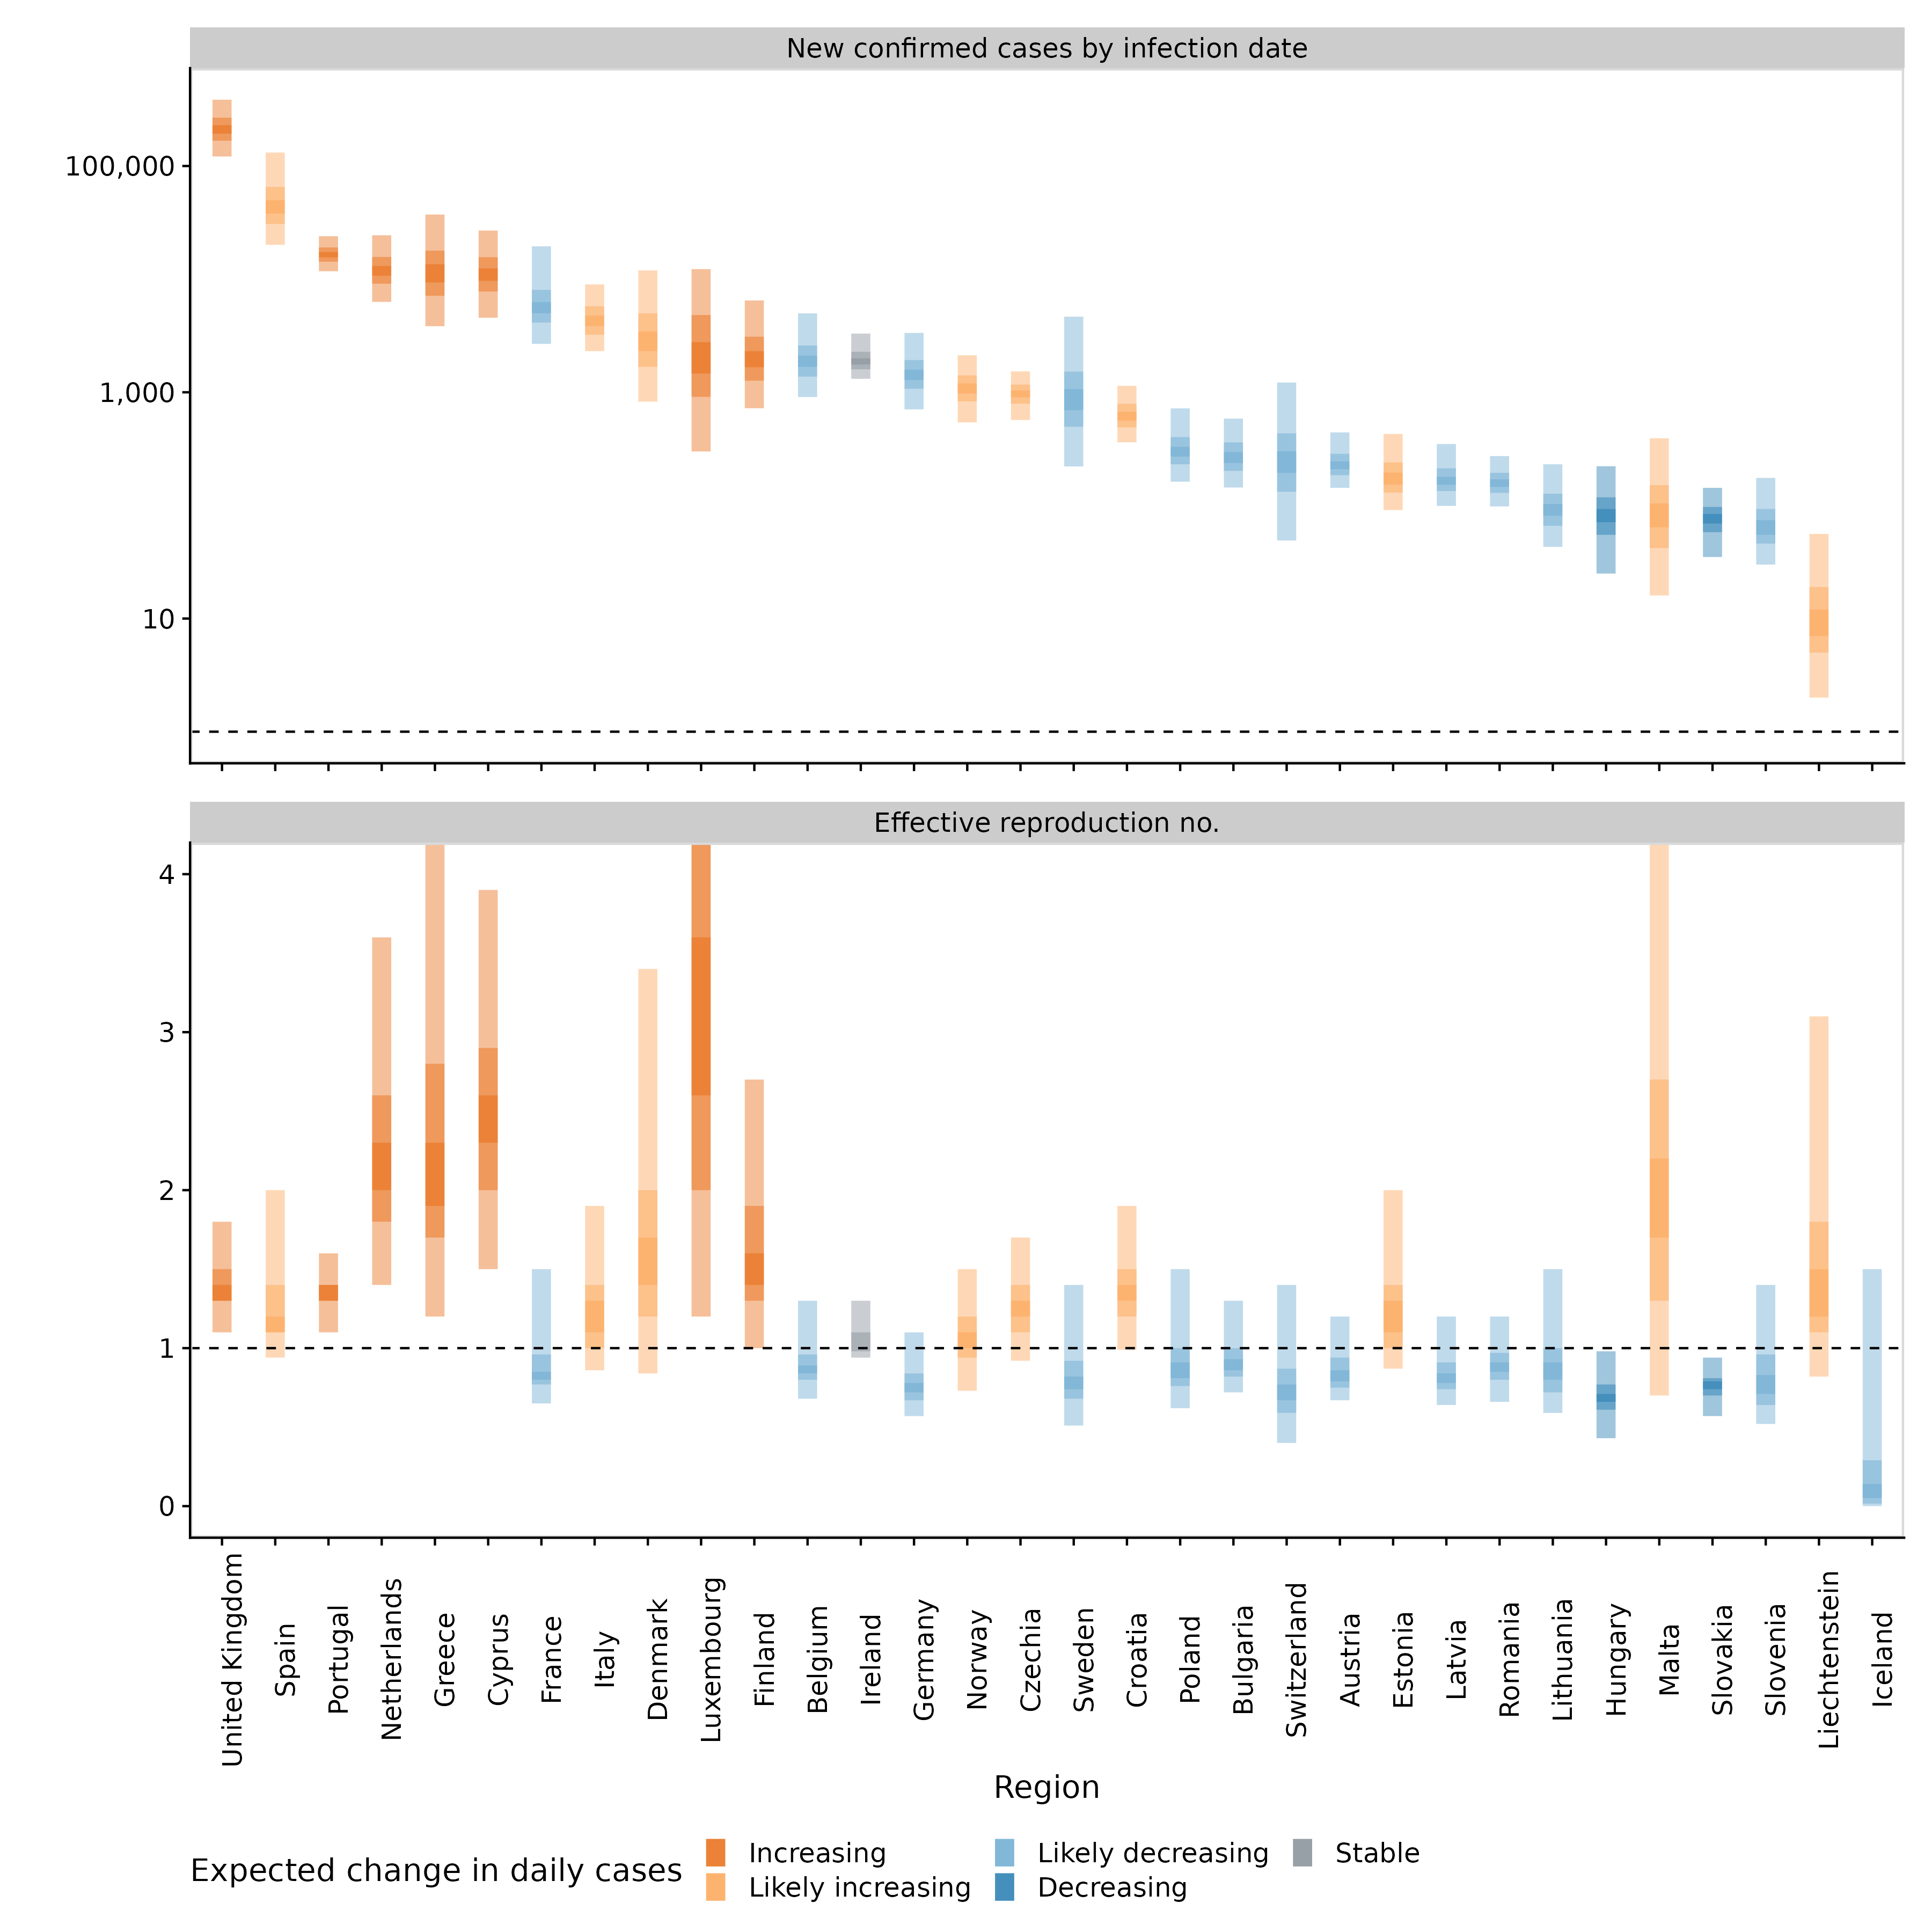 New confirmed cases by infection date
100,000
1,000
10
Effective reproduction no.
4
3
2
1
0
United Kingdom
Spain
Portugal
Netherlands
Greece
Cyprus
France
Italy
Denmark
Luxembourg
Finland
Belgium
Ireland
Germany
Norway
Czechia
Sweden
Croatia
Poland
Bulgaria
Switzerland
Austria
Estonia
Latvia
Romania
Lithuania
Hungary
Malta
Slovakia
Slovenia
Liechtenstein
Iceland
Region
Expected change in daily cases
Increasing
Likely increasing
Likely decreasing
Decreasing
Stable